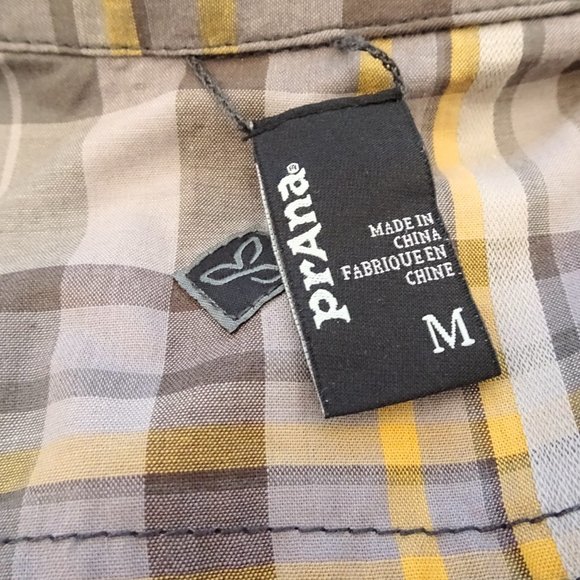 prAna®
MADE IN
CHINA
FABRIQUE EN
CHINE
M